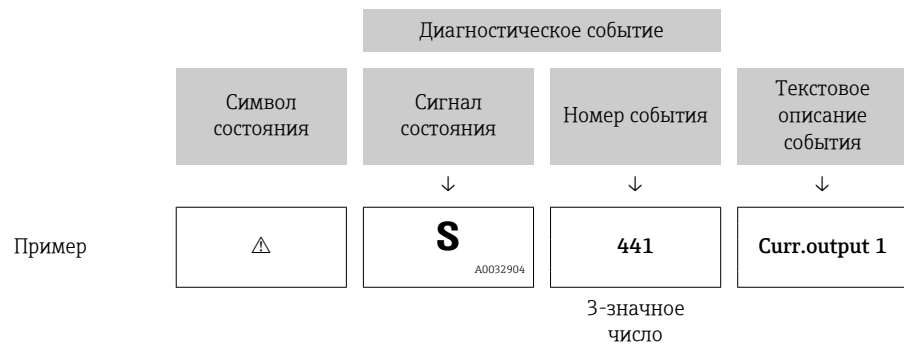 Диагностическое событие
Символ
состояния
Сигнал
состояния
Номер события
Текстовое
описание
события
↓ ↓ ↓
Пример ⚠ S 441 Curr.output 1
A0032904
3-значное
число